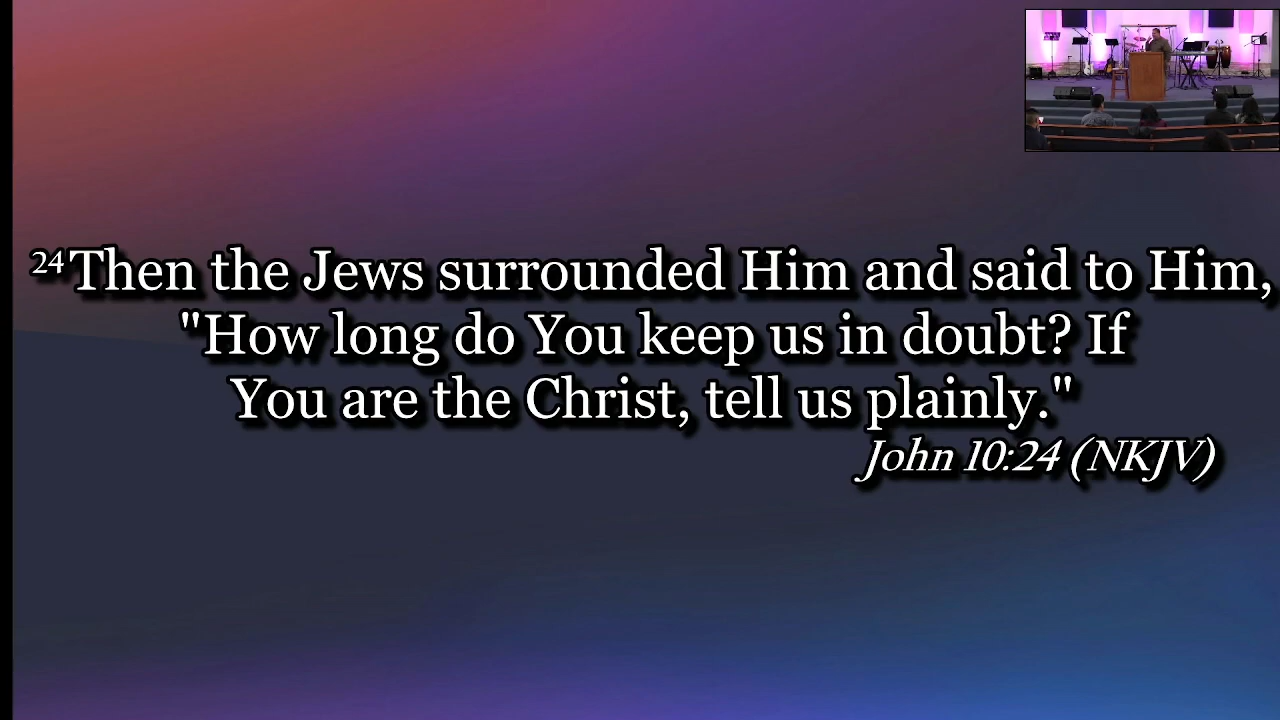 24Then the Jews surrounded Him and said to Him,
"How long do You keep us in doubt? If
You are the Christ, tell us plainly."
John 10:24 (NKJV)